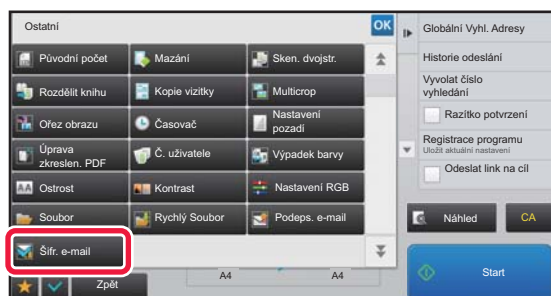 Ostatní
OK
Původní počet
Mazání
Sken. dvojstr.
Rozdělit knihu
Kopie vizitky
Multicrop
Ořez obrazu
Časovač
Nastavení
pozadí
Úprava
zkreslen. PDF
Č. uživatele
Výpadek barvy
AA
Ostrost
Kontrast
Nastavení RGB
Soubor
Rychlý Soubor
Podeps. e-mail
Šifr. e-mail
Zpět
A4
A4
Globální Vyhl. Adresy
Historie odeslání
Vyvolat číslo
vyhledání
Razítko potvrzení
Registrace programu
Uložit aktuální nastavení
Odeslat link na cíl
Náhled
CA
Start